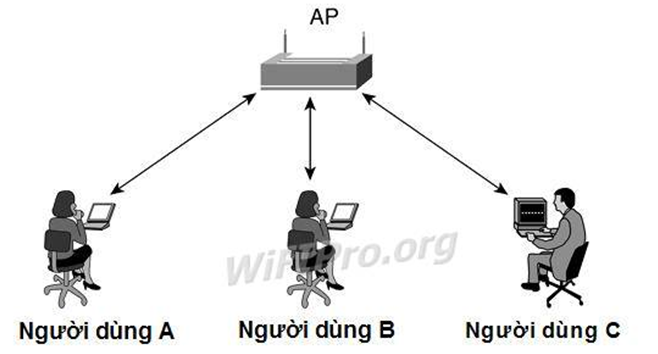 AP
WiFiPro.org
Người dùng A
Người dùng B
Người dùng C